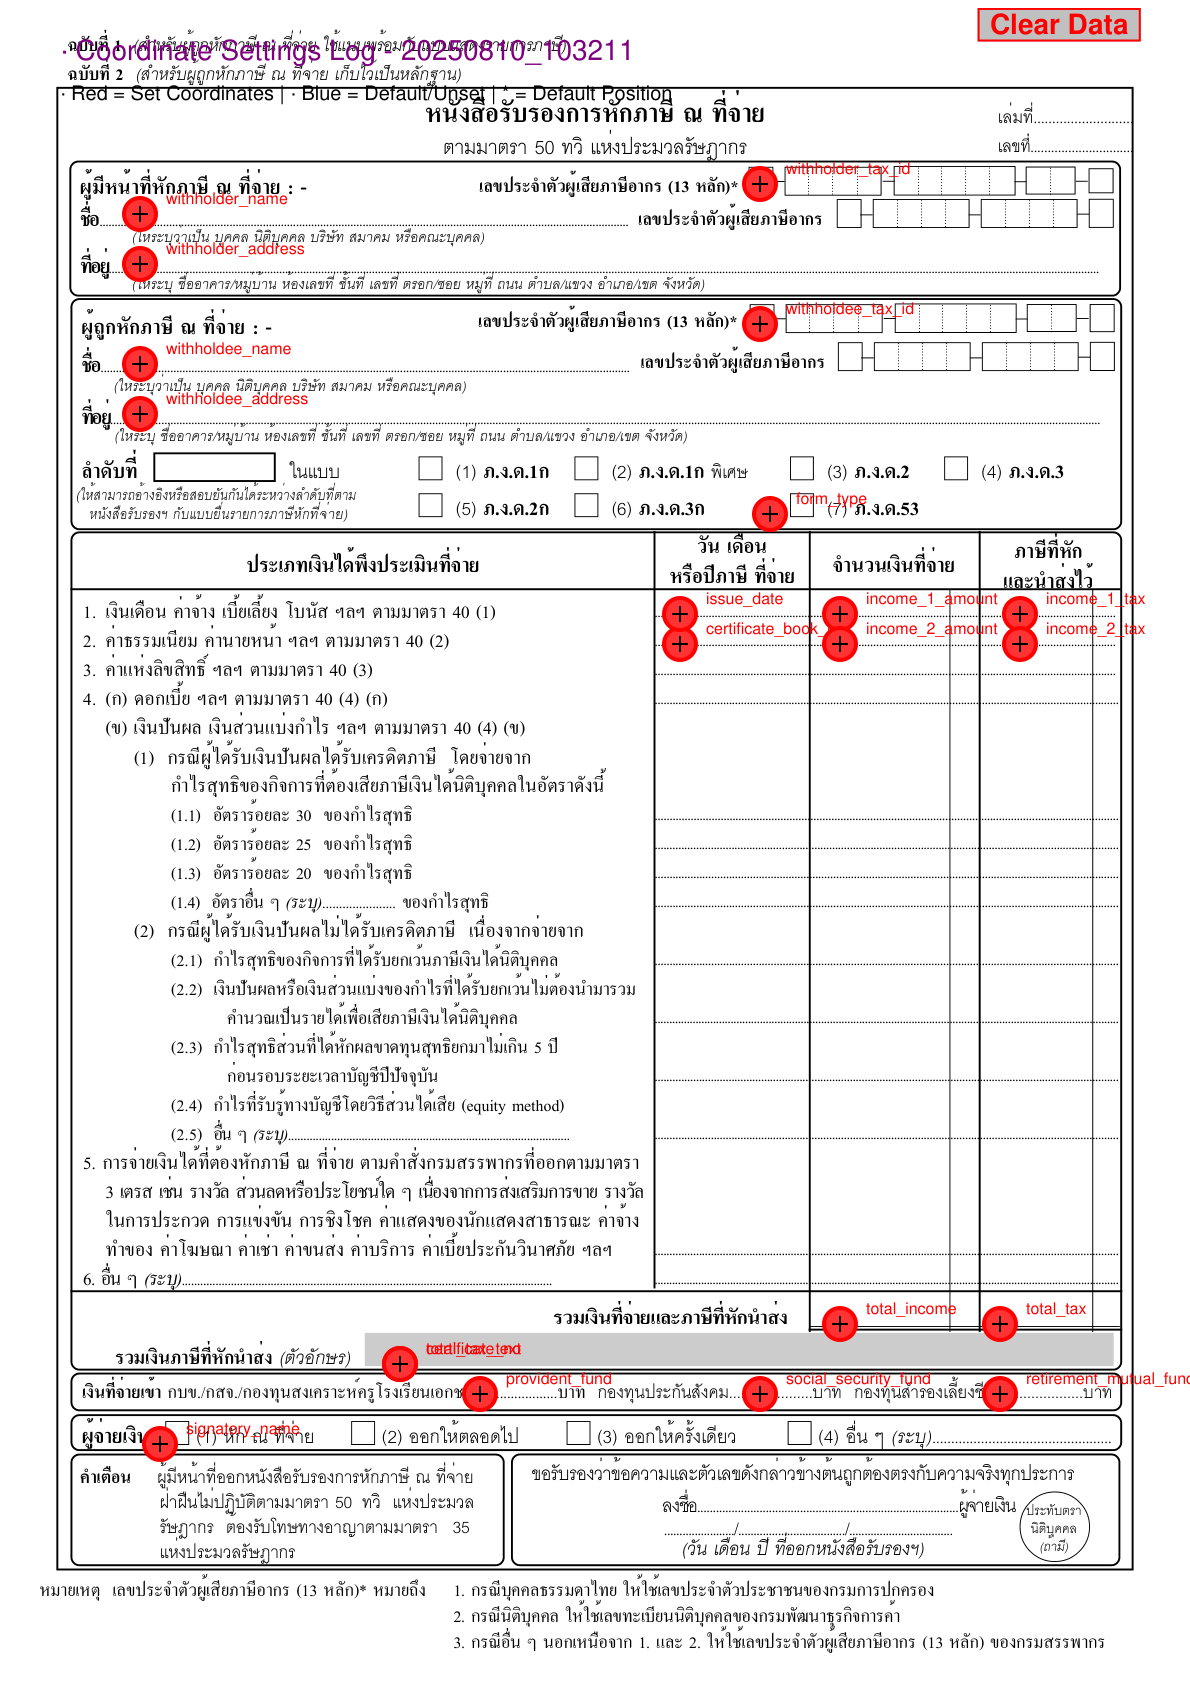 Clear Data
ฉบับที่ 1 (สำหรับผู้ถูกหักภาษี ณ ที่จ่าย ใช้แนบพร้อมกับแบบแสดงรายการภาษี)
· Coordinate Settings Log - 20250810_103211
ฉบับที่ 2 (สำหรับผู้ถูกหักภาษี ณ ที่จ่าย เก็บไว้เป็นหลักฐาน)
· Red = Set Coordinates | · Blue = Default/Unset | * = Default Position
หนังสือรับรองการหักภาษี ณ ที่จ่าย
เล่มที่
ตามมาตรา 50 ทวิ แห่งประมวลรัษฎากร
เลขที่
ผู้มีหน้าที่หักภาษี ณ ที่จ่าย : - เลขประจำตัวผู้เสียภาษีอากร (13 หลัก)* withholder_tax_id
withholder_name
ชื่อ เลขประจำตัวผู้เสียภาษีอากร
(ให้ระบุว่าเป็น บุคคล นิติบุคคล บริษัท สมาคม หรือคณะบุคคล)
withholder_address
ที่อยู่
(ให้ระบุ ชื่ออาคาร/หมู่บ้าน ห้องเลขที่ ชั้นที่ เลขที่ ตรอก/ซอย หมู่ที่ ถนน ตำบล/แขวง อำเภอ/เขต จังหวัด)
ผู้ถูกหักภาษี ณ ที่จ่าย : - เลขประจำตัวผู้เสียภาษีอากร (13 หลัก)* withholdee_tax_id
withholdee_name
ชื่อ เลขประจำตัวผู้เสียภาษีอากร
(ให้ระบุว่าเป็น บุคคล นิติบุคคล บริษัท สมาคม หรือคณะบุคคล)
withholdee_address
ที่อยู่
(ให้ระบุ ชื่ออาคาร/หมู่บ้าน ห้องเลขที่ ชั้นที่ เลขที่ ตรอก/ซอย หมู่ที่ ถนน ตำบล/แขวง อำเภอ/เขต จังหวัด)
ลำดับที่ ในแบบ (1) ภ.ง.ด.1ก (2) ภ.ง.ด.1ก พิเศษ (3) ภ.ง.ด.2 (4) ภ.ง.ด.3
(ให้สามารถอ้างอิงหรือสอบยันกันได้ระหว่างลำดับที่ตาม
หนังสือรับรองฯ กับแบบยื่นรายการภาษีหักที่จ่าย) (5) ภ.ง.ด.2ก (6) ภ.ง.ด.3ก form_type (7) ภ.ง.ด.53
ประเภทเงินได้พึงประเมินที่จ่าย วัน เดือน หรือปีภาษี ที่จ่าย จำนวนเงินที่จ่าย ภาษีที่หัก และนำส่งไว้
issue_date income_1_amount income_1_tax
1. เงินเดือน ค่าจ้าง เบี้ยเลี้ยง โบนัส ฯลฯ ตามมาตรา 40 (1)
certificate_book_ income_2_amount income_2_tax
2. ค่าธรรมเนียม ค่านายหน้า ฯลฯ ตามมาตรา 40 (2)
3. ค่าแห่งลิขสิทธิ์ ฯลฯ ตามมาตรา 40 (3)
4. (ก) ดอกเบี้ย ฯลฯ ตามมาตรา 40 (4) (ก)
(ข) เงินปันผล เงินส่วนแบ่งกำไร ฯลฯ ตามมาตรา 40 (4) (ข)
(1) กรณีผู้ได้รับเงินปันผลได้รับเครดิตภาษี โดยจ่ายจาก
กำไรสุทธิของกิจการที่ต้องเสียภาษีเงินได้นิติบุคคลในอัตราดังนี้
(1.1) อัตราร้อยละ 30 ของกำไรสุทธิ
(1.2) อัตราร้อยละ 25 ของกำไรสุทธิ
(1.3) อัตราร้อยละ 20 ของกำไรสุทธิ
(1.4) อัตราอื่น ๆ (ระบุ)...................... ของกำไรสุทธิ
(2) กรณีผู้ได้รับเงินปันผลไม่ได้รับเครดิตภาษี เนื่องจากจ่ายจาก
(2.1) กำไรสุทธิของกิจการที่ได้รับยกเว้นภาษีเงินได้นิติบุคคล
(2.2) เงินปันผลหรือเงินส่วนแบ่งของกำไรที่ได้รับยกเว้นไม่ต้องนำมารวม
คำนวณเป็นรายได้เพื่อเสียภาษีเงินได้นิติบุคคล
(2.3) กำไรสุทธิส่วนที่ได้หักผลขาดทุนสุทธิยกมาไม่เกิน 5 ปี
ก่อนรอบระยะเวลาบัญชีปีปัจจุบัน
(2.4) กำไรที่รับรู้ทางบัญชีโดยวิธีส่วนได้เสีย (equity method)
(2.5) อื่น ๆ (ระบุ)
5. การจ่ายเงินได้ที่ต้องหักภาษี ณ ที่จ่าย ตามคำสั่งกรมสรรพากรที่ออกตามมาตรา
3 เตรส เช่น รางวัล ส่วนลดหรือประโยชน์ใด ๆ เนื่องจากการส่งเสริมการขาย รางวัล
ในการประกวด การแข่งขัน การชิงโชค ค่าแสดงของนักแสดงสาธารณะ ค่าจ้าง
ทำของ ค่าโฆษณา ค่าเช่า ค่าขนส่ง ค่าบริการ ค่าเบี้ยประกันวินาศภัย ฯลฯ
6. อื่น ๆ (ระบุ)
รวมเงินที่จ่ายและภาษีที่หักนำส่ง total_income total_tax
รวมเงินภาษีที่หักนำส่ง (ตัวอักษร)
provident_fund social_security_fund retirement_mutual_fund
เงินที่จ่ายเข้า กบข./กสจ./กองทุนสงเคราะห์ครูโรงเรียนเอกช บาท กองทุนประกันสังคม บาท กองทุนสำรองเลี้ยงชี บาท
signatory_name
ผู้จ่ายเงิน (1) หัก ณ ที่จ่าย (2) ออกให้ตลอดไป (3) ออกให้ครั้งเดียว (4) อื่น ๆ (ระบุ)
คำเตือน ผู้มีหน้าที่ออกหนังสือรับรองการหักภาษี ณ ที่จ่าย
ฝ่าฝืนไม่ปฏิบัติตามมาตรา 50 ทวิ แห่งประมวล
รัษฎากร ต้องรับโทษทางอาญาตามมาตรา 35
แห่งประมวลรัษฎากร
ขอรับรองว่าข้อความและตัวเลขดังกล่าวข้างต้นถูกต้องตรงกับความจริงทุกประการ
ลงชื่อ ผู้จ่ายเงิน
/ /
(วัน เดือน ปี ที่ออกหนังสือรับรองฯ)
ประทับตรา
นิติบุคคล
(ถ้ามี)
หมายเหตุ เลขประจำตัวผู้เสียภาษีอากร (13 หลัก)* หมายถึง 1. กรณีบุคคลธรรมดาไทย ให้ใช้เลขประจำตัวประชาชนของกรมการปกครอง
2. กรณีนิติบุคคล ให้ใช้เลขทะเบียนนิติบุคคลของกรมพัฒนาธุรกิจการค้า
3. กรณีอื่น ๆ นอกเหนือจาก 1. และ 2. ให้ใช้เลขประจำตัวผู้เสียภาษีอากร (13 หลัก) ของกรมสรรพากร